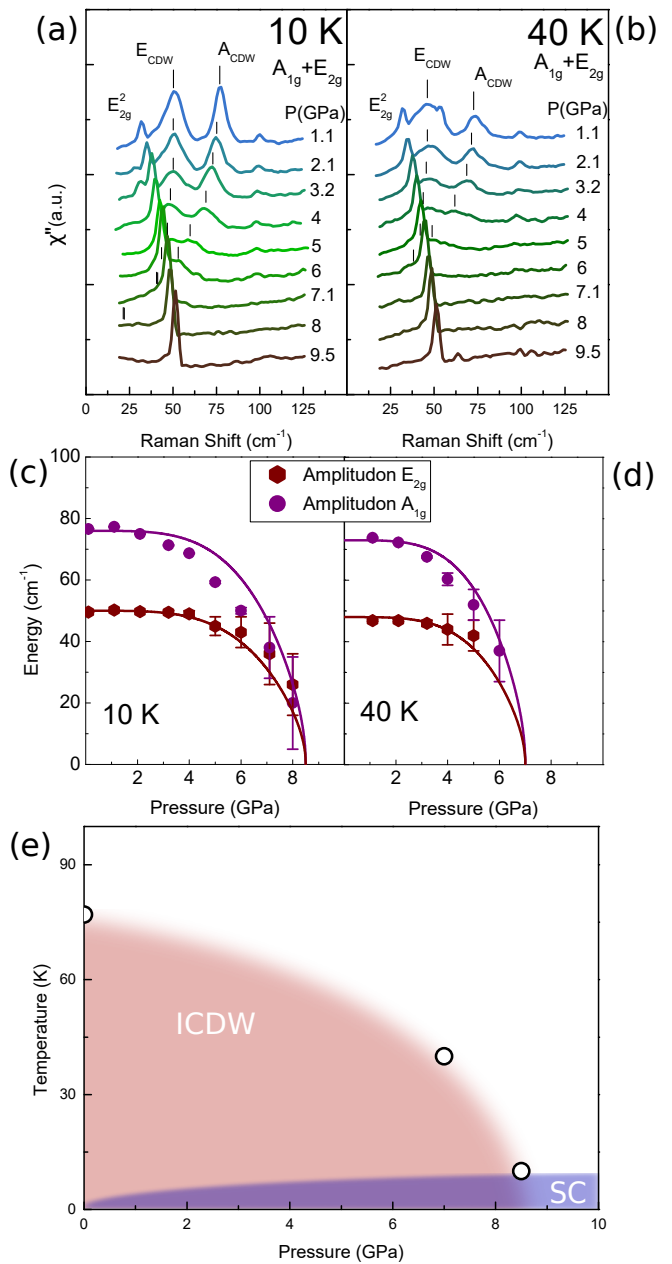 (a) 10 K
E_CDW A_CDW
A_1g+E_2g
E²_2g
P(GPa)
1.1
2.1
3.2
4
5
6
7.1
8
9.5
χ"(a.u.)
0 25 50 75 100 125
Raman Shift (cm⁻¹)
40 K (b)
E_CDW A_CDW
A_1g+E_2g
E²_2g
P(GPa)
1.1
2.1
3.2
4
5
6
7.1
8
9.5
0 25 50 75 100 125
Raman Shift (cm⁻¹)
(c)
Amplitudon E_2g
Amplitudon A_1g
(d)
100
80
60
40
20
0
Energy (cm⁻¹)
10 K
2 4 6 8
Pressure (GPa)
40 K
2 4 6 8 10
Pressure (GPa)
(e)
90
60
30
0
Temperature (K)
ICDW
SC
0 2 4 6 8 10
Pressure (GPa)